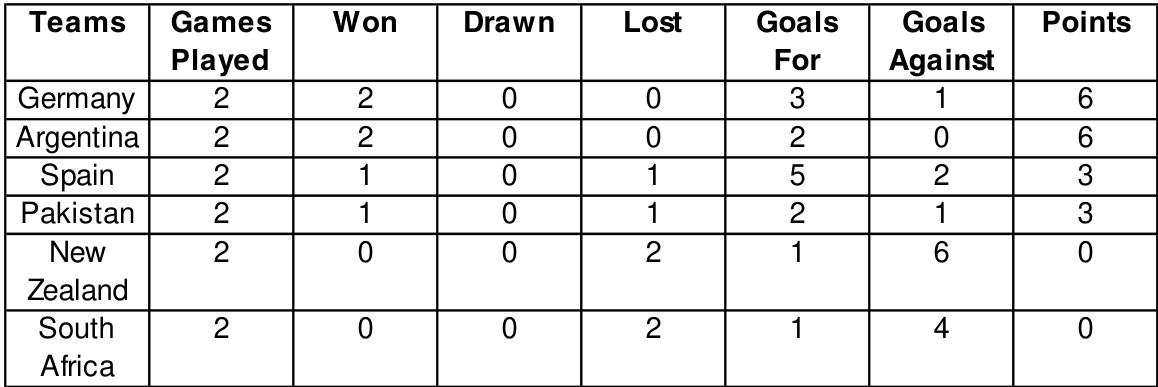 Teams Games Played Won Drawn Lost Goals For Goals Against Points
Germany 2 2 0 0 3 1 6
Argentina 2 2 0 0 2 0 6
Spain 2 1 0 1 5 2 3
Pakistan 2 1 0 1 2 1 3
New Zealand 2 0 0 2 1 6 0
South Africa 2 0 0 2 1 4 0